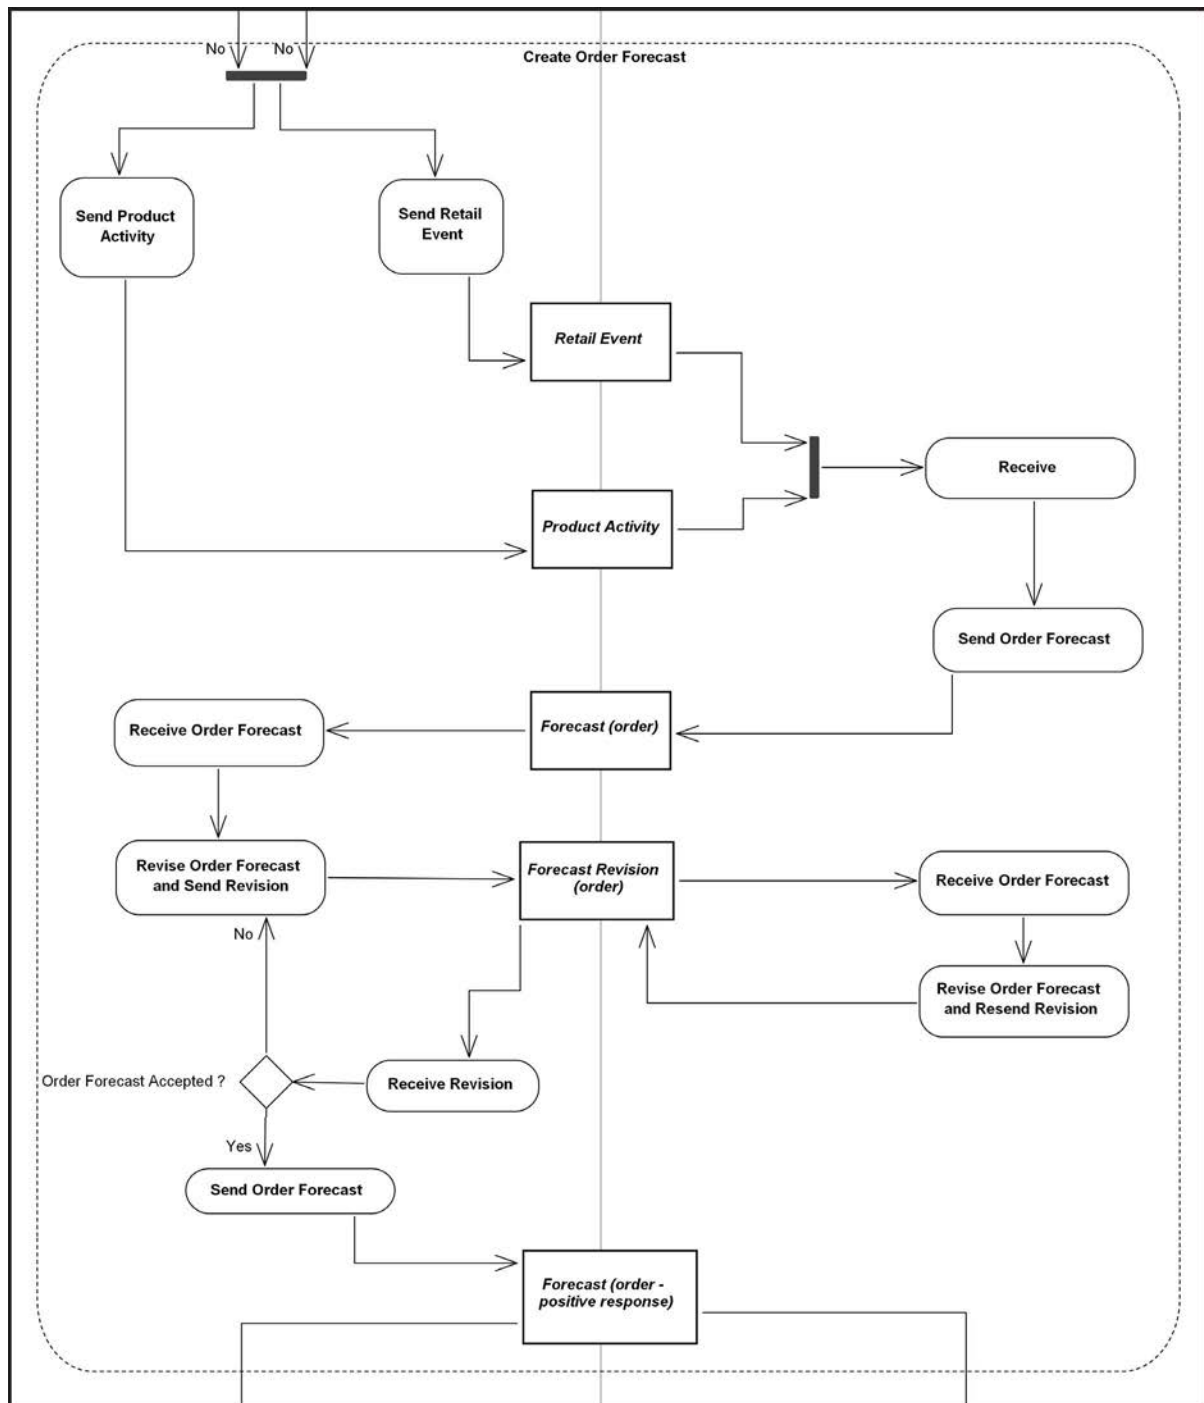 No
No
Create Order Forecast
Send Product
Activity
Send Retail
Event
Retail Event
Receive
Product Activity
Send Order Forecast
Receive Order Forecast
Forecast (order)
Revise Order Forecast
and Send Revision
Forecast Revision
(order)
Receive Order Forecast
No
Revise Order Forecast
and Resend Revision
Order Forecast Accepted ?
Receive Revision
Yes
Send Order Forecast
Forecast (order -
positive response)